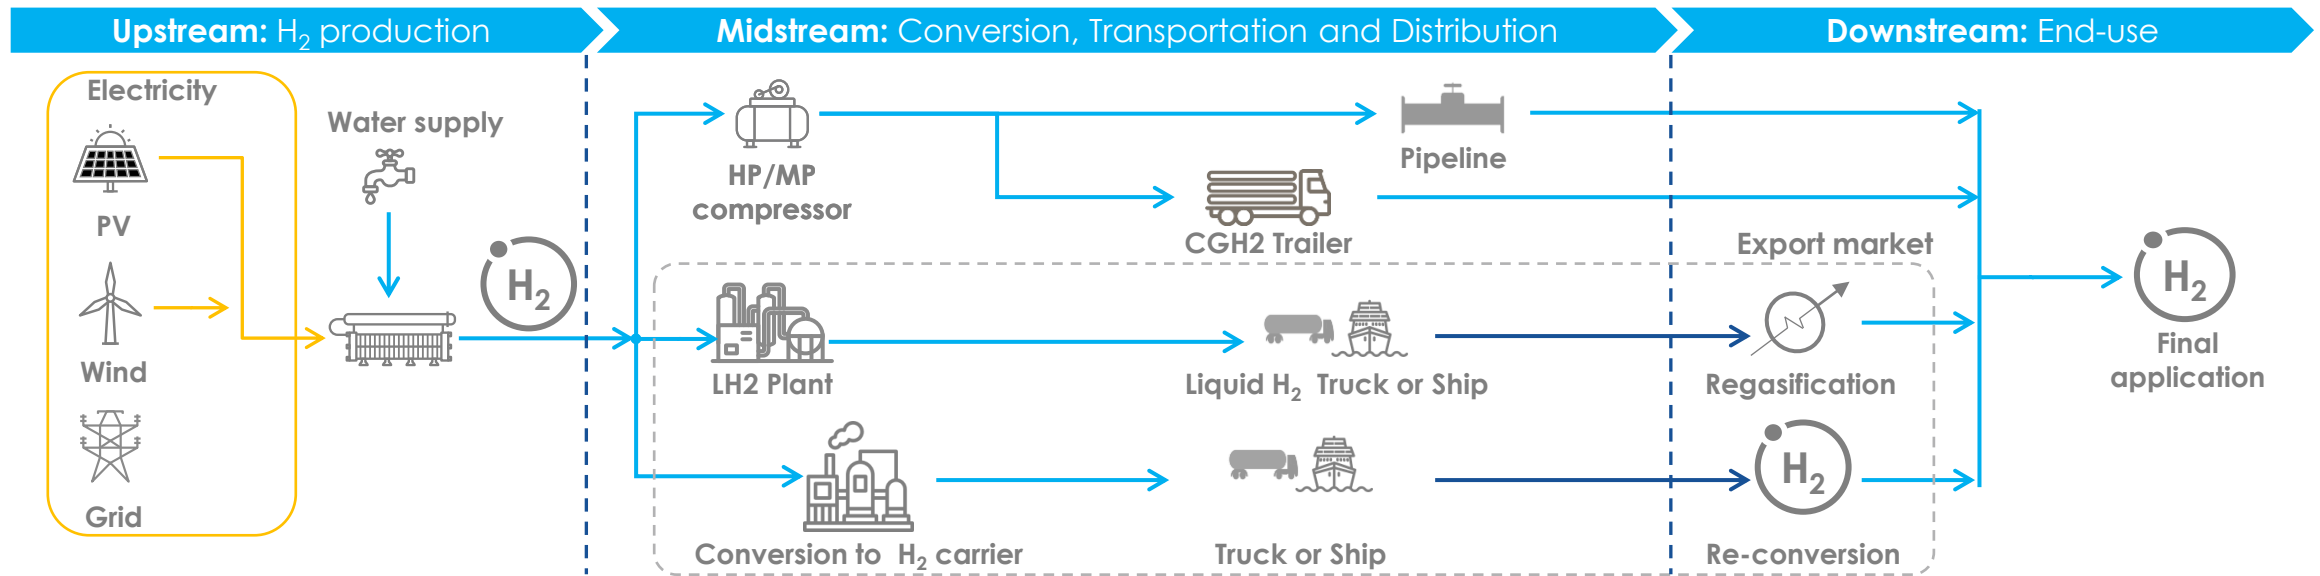 Upstream: H₂ production
Midstream: Conversion, Transportation and Distribution
Downstream: End-use
Electricity
PV
Wind
Grid
Water supply
H₂
HP/MP
compressor
Pipeline
CGH2 Trailer
Export market
LH2 Plant
Liquid H₂ Truck or Ship
Regasification
Conversion to H₂ carrier
Truck or Ship
H₂
Re-conversion
H₂
Final
application